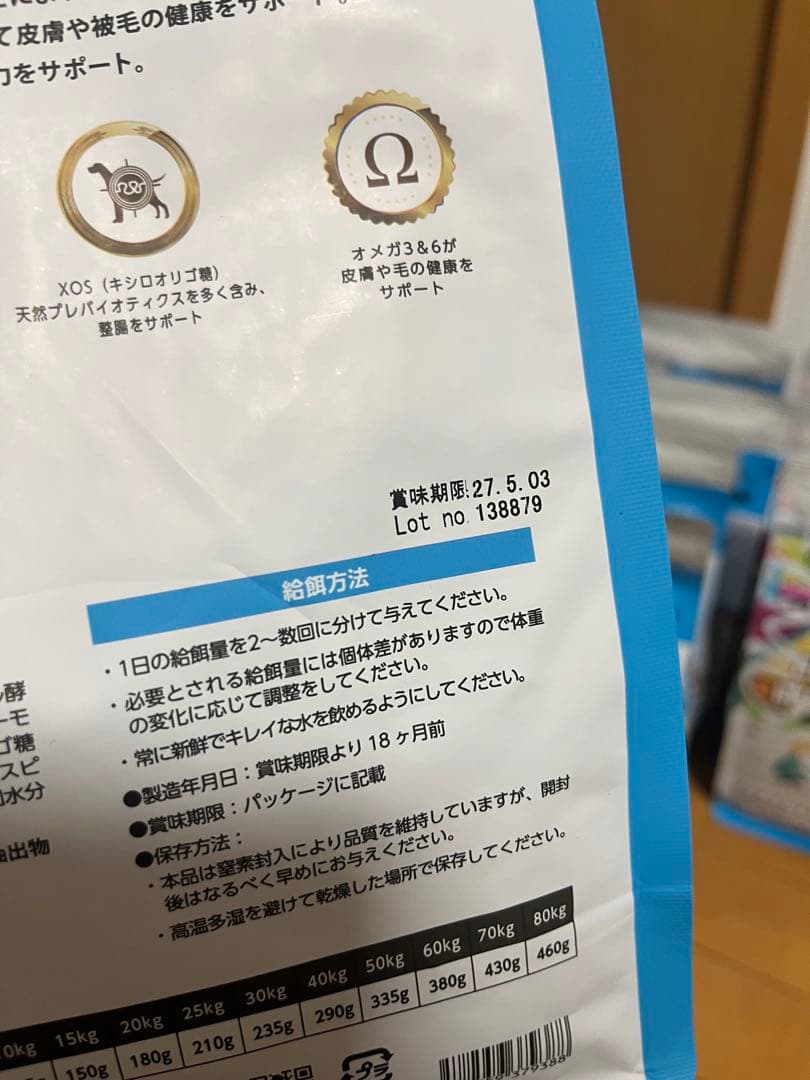 て皮膚や被毛の健康をサポート。
力をサポート。
Ω
XOS（キシロオリゴ糖）
天然プレバイオティクスを多く含み、
整腸をサポート
オメガ3＆6が
皮膚や毛の健康を
サポート
賞味期限:27.5.03
Lot no.138879
給餌方法
・1日の給餌量を2〜数回に分けて与えてください。
・必要とされる給餌量には個体差がありますので体重
の変化に応じて調整をしてください。
・常に新鮮でキレイな水を飲めるようにしてください。
●製造年月日：賞味期限より18ヶ月前
●賞味期限：パッケージに記載
●保存方法：
・本品は窒素封入により品質を維持していますが、開封
後はなるべく早めにお与えください。
・高温多湿を避けて乾燥した場所で保存してください。
酵
ーモ
ゴ糖
スピ
水分
出物
15kg 20kg 25kg 30kg 40kg 50kg 60kg 70kg 80kg
150g 180g 210g 235g 290g 335g 380g 430g 460g
プラ